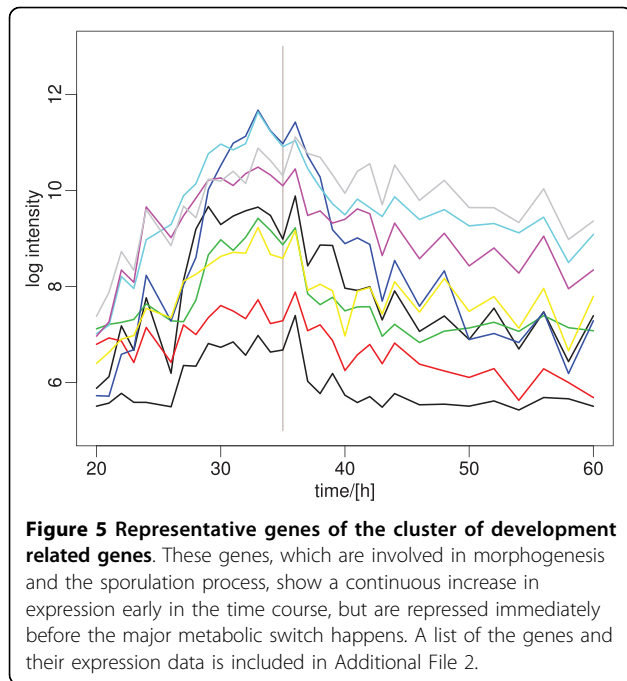 12
10
8
6
log intensity
20 30 40 50 60
time/[h]
Figure 5 Representative genes of the cluster of development
related genes. These genes, which are involved in morphogenesis
and the sporulation process, show a continuous increase in
expression early in the time course, but are repressed immediately
before the major metabolic switch happens. A list of the genes and
their expression data is included in Additional File 2.